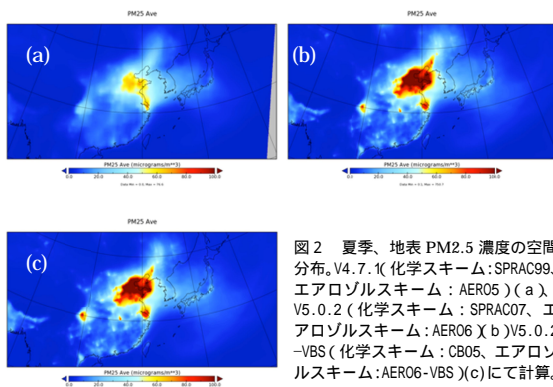 PM25 Ave
(a)
PM25 Ave (micrograms/m**3)
0.0 20.0 40.0 60.0 80.0 100.0
PM25 Ave
(b)
PM25 Ave (micrograms/m**3)
0.0 20.0 40.0 60.0 80.0 100.0
PM25 Ave
(c)
PM25 Ave (micrograms/m**3)
0.0 20.0 40.0 60.0 80.0 100.0
図２　夏季、地表 PM2.5 濃度の空間
分布。V4.7.1(化学スキーム:SPRAC99、
エアロゾルスキーム：AERO5)(a)、
V5.0.2（化学スキーム：SPRAC07、エ
アロゾルスキーム:AERO6)(b)V5.0.2
-VBS(化学スキーム：CB05、エアロゾ
ルスキーム:AERO6-VBS)(c)にて計算。